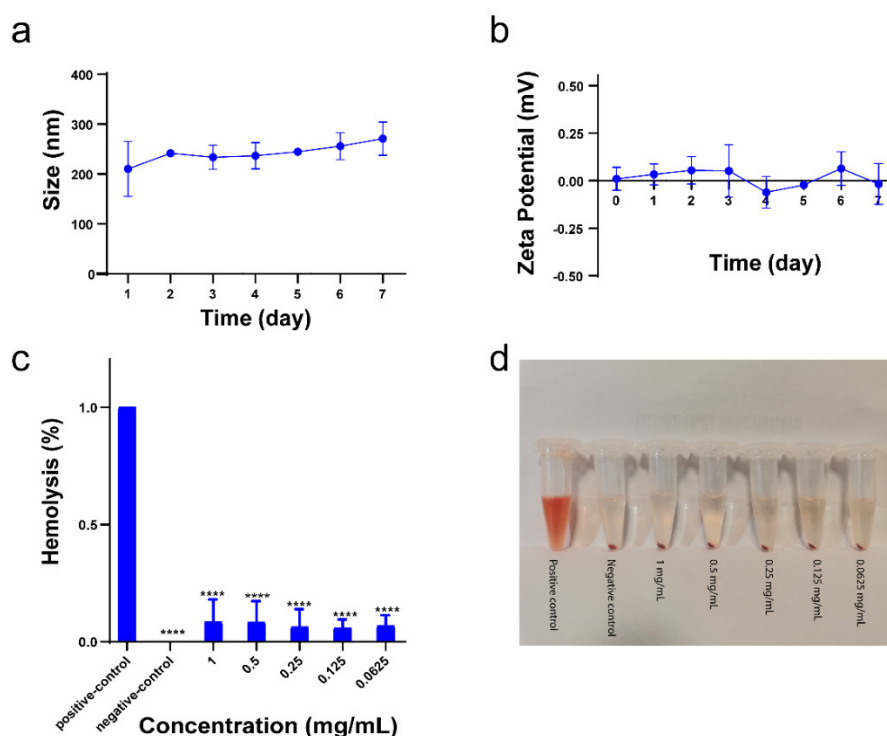 a
400
300
200
100
0
Size (nm)
1 2 3 4 5 6 7
Time (day)
b
0.50
0.25
0.00
-0.25
-0.50
Zeta Potential (mV)
0 1 2 3 4 5 6 7
Time (day)
c
1.0
0.5
0.0
Hemolysis (%)
**** **** **** **** **** ****
positive-control
negative-control
1
0.5
0.25
0.125
0.0625
Concentration (mg/mL)
d
Positive control
Negative control
1 mg/mL
0.5 mg/mL
0.25 mg/mL
0.125 mg/mL
0.0625 mg/mL